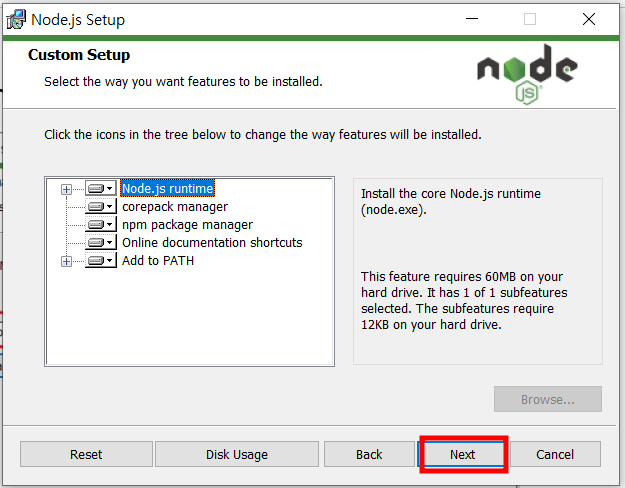 Node.js Setup
Custom Setup
Select the way you want features to be installed.
node
JS
Click the icons in the tree below to change the way features will be installed.
Node.js runtime
corepack manager
npm package manager
Online documentation shortcuts
Add to PATH
Install the core Node.js runtime
(node.exe).
This feature requires 60MB on your
hard drive. It has 1 of 1 subfeatures
selected. The subfeatures require
12KB on your hard drive.
Browse...
Reset
Disk Usage
Back
Next
Cancel